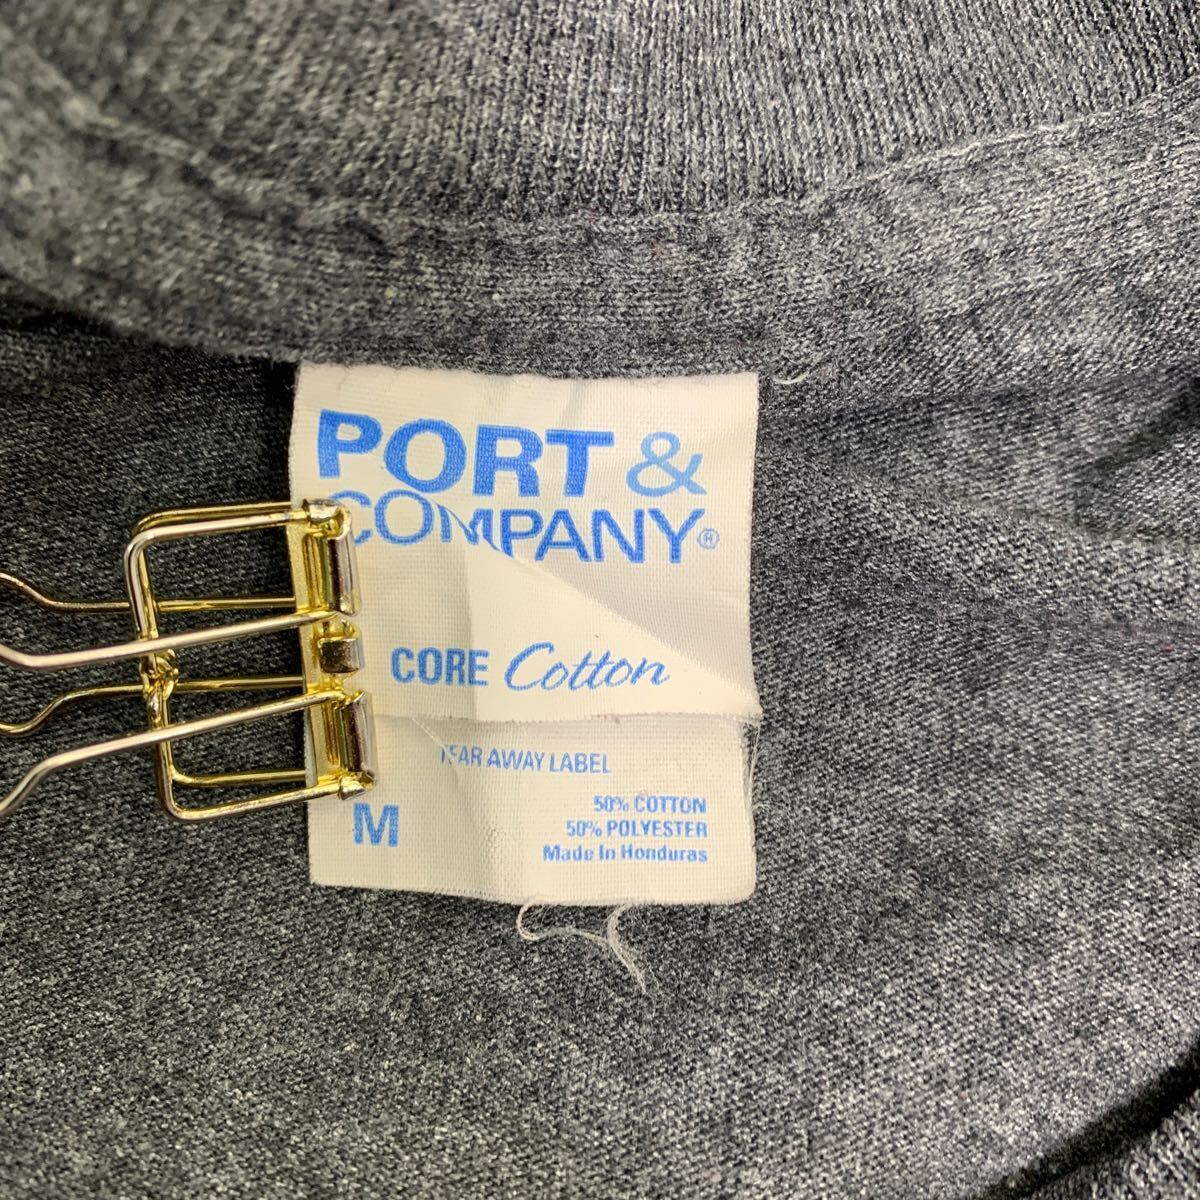 PORT &
COMPANY®
CORE Cotton
TEAR AWAY LABEL
M
50% COTTON
50% POLYESTER
Made In Honduras